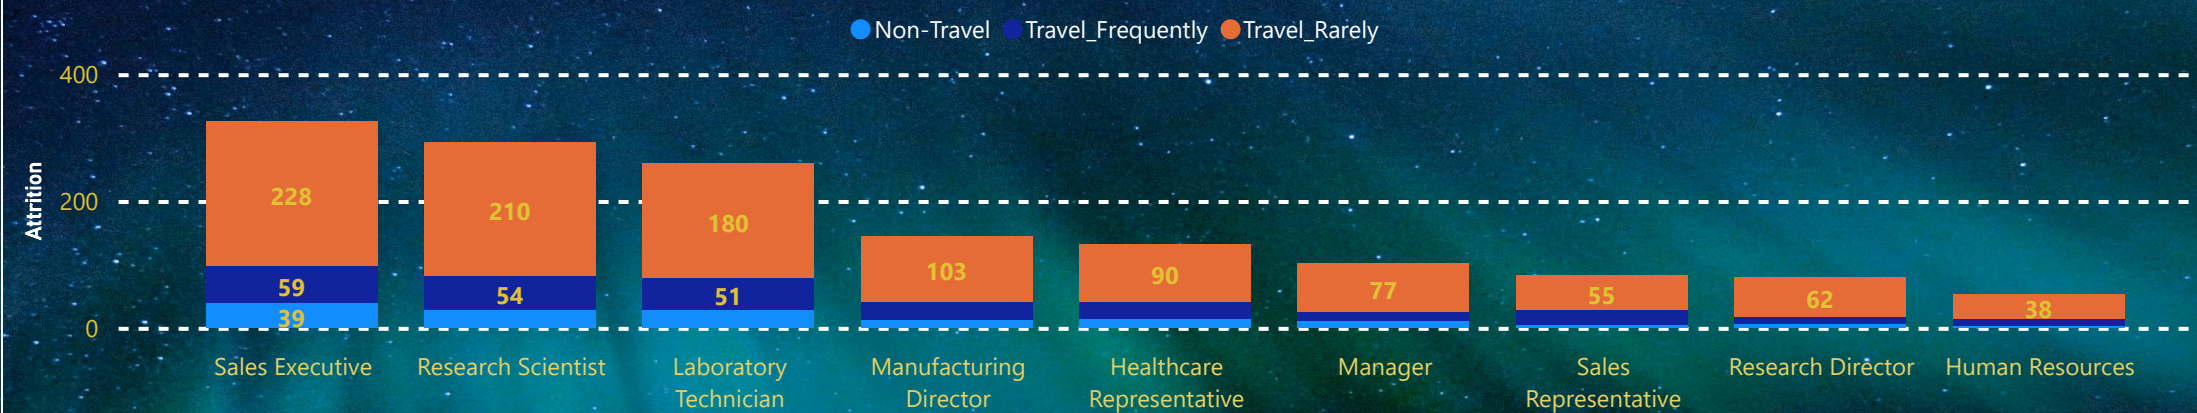 Non-Travel Travel_Frequently Travel_Rarely
400
200
0
Attrition
228
59
39
210
54
180
51
103
90
77
55
62
38
Sales Executive
Research Scientist
Laboratory
Technician
Manufacturing
Director
Healthcare
Representative
Manager
Sales
Representative
Research Director
Human Resources